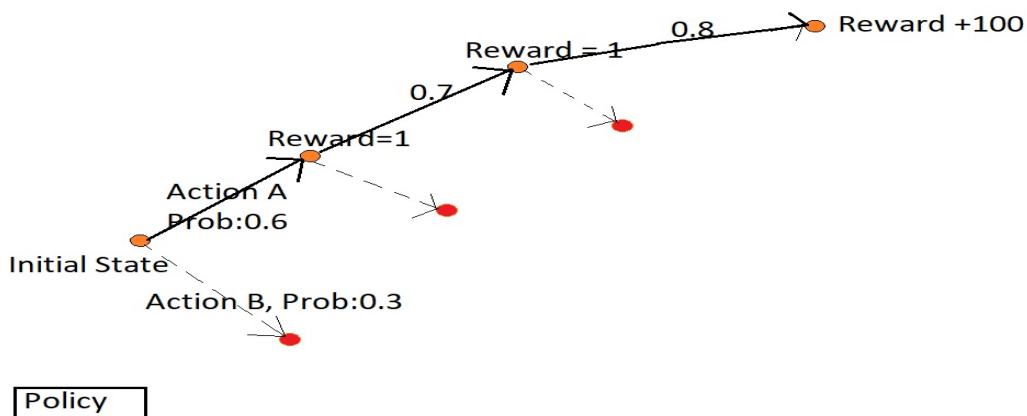 0.8
Reward +100
Reward = 1
0.7
Reward=1
Action A
Prob:0.6
Initial State
Action B, Prob:0.3
Policy